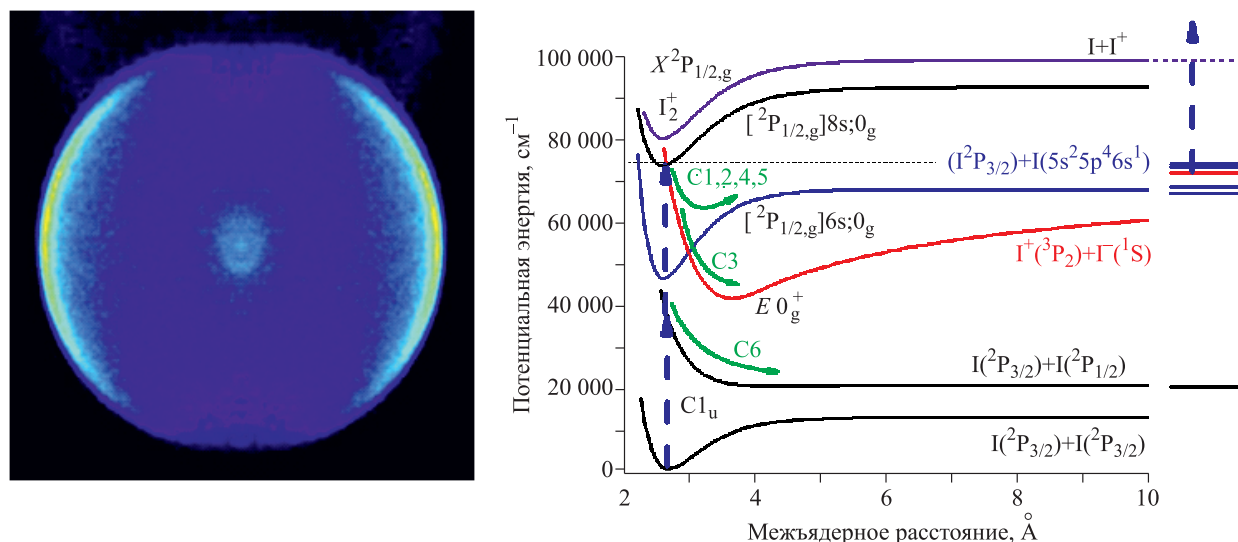 Потенциальная энергия, см⁻¹
100 000
80 000
60 000
40 000
20 000
0
X²P₁/₂,g
I₂⁺
I+I⁺
[²P₁/₂,g]8s;0g
(I²P₃/₂)+I(5s²5p⁴6s¹)
C1,2,4,5
[²P₁/₂,g]6s;0g
C3
I⁺(³P₂)+I⁻(¹S)
E 0g⁺
C6
I(²P₃/₂)+I(²P₁/₂)
C1u
I(²P₃/₂)+I(²P₃/₂)
2 4 6 8 10
Межъядерное расстояние, Å